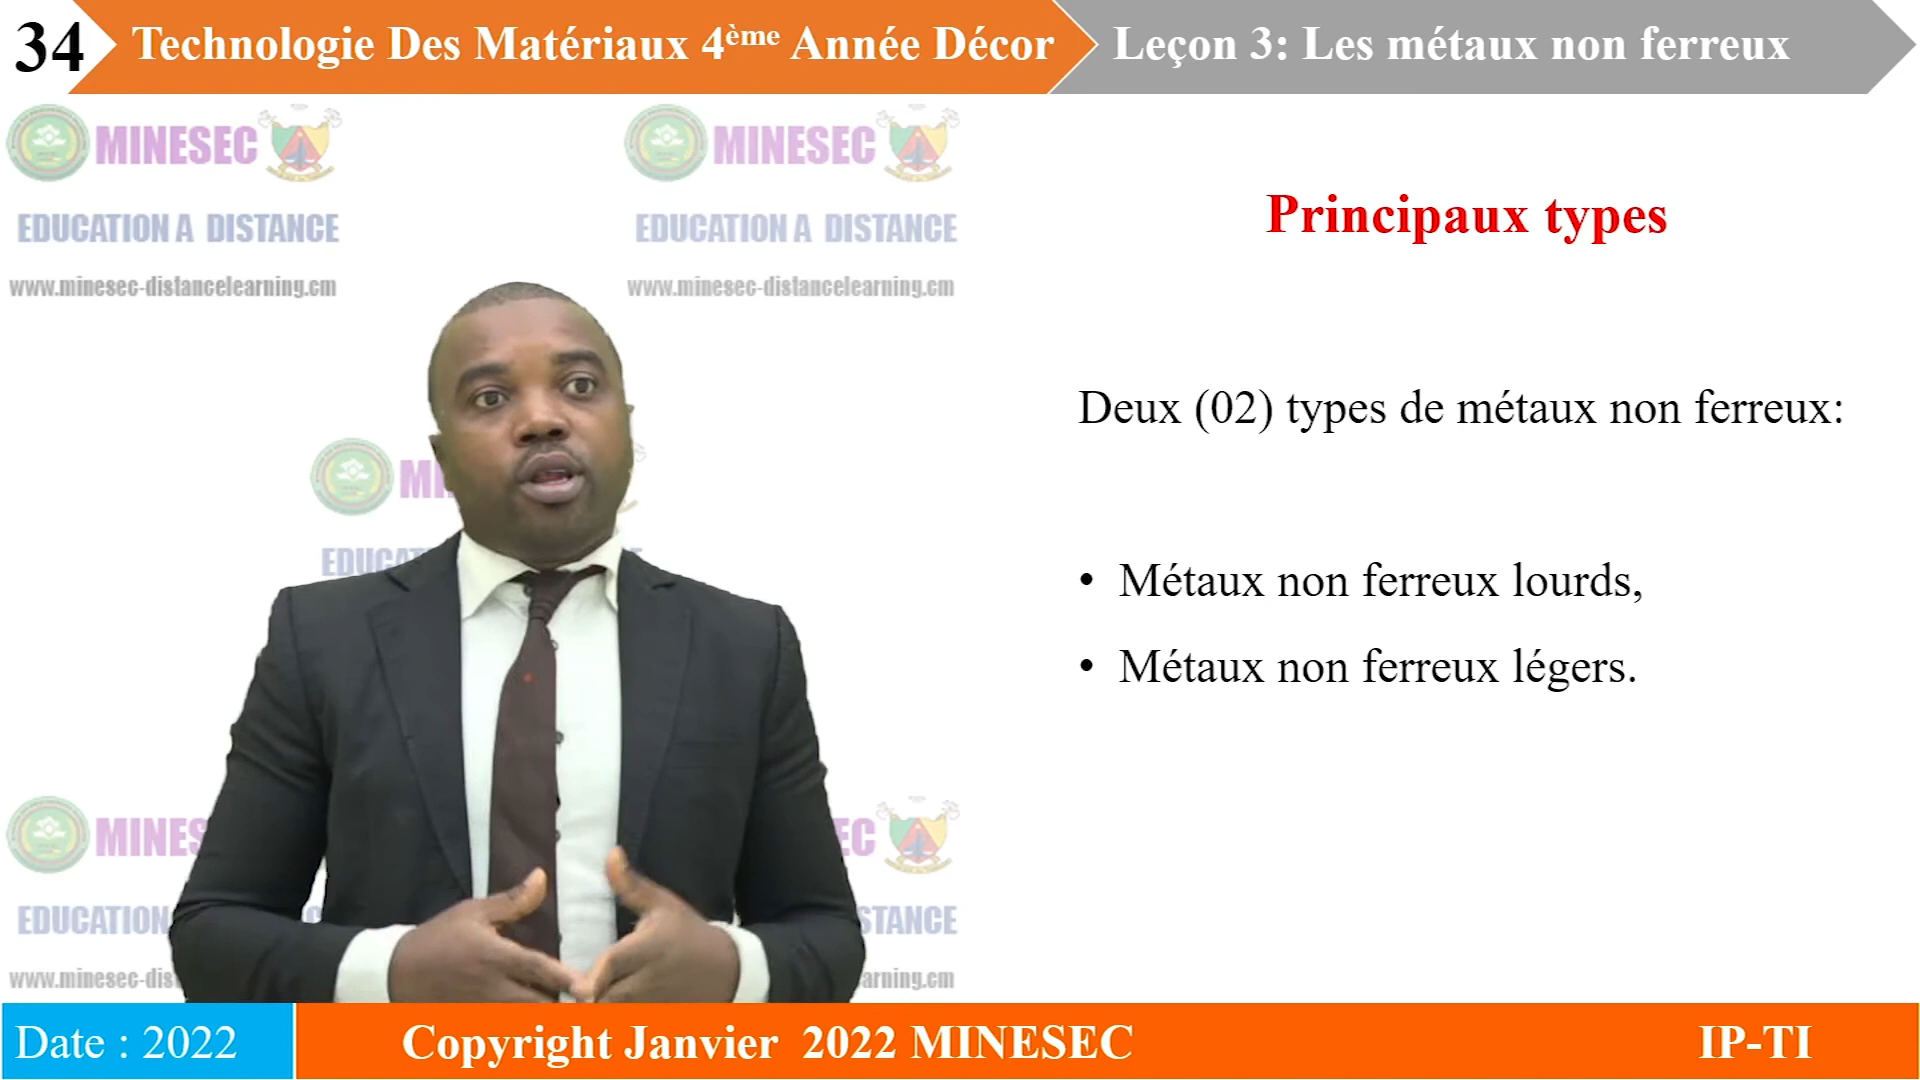 34
Technologie Des Matériaux 4ème Année Décor
Leçon 3: Les métaux non ferreux
MINESEC
EDUCATION A DISTANCE
www.minesec-distancelearning.cm
MINESEC
EDUCATION A DISTANCE
www.minesec-distancelearning.cm
Principaux types
Deux (02) types de métaux non ferreux:
• Métaux non ferreux lourds,
• Métaux non ferreux légers.
Date : 2022
Copyright Janvier 2022 MINESEC
IP-TI